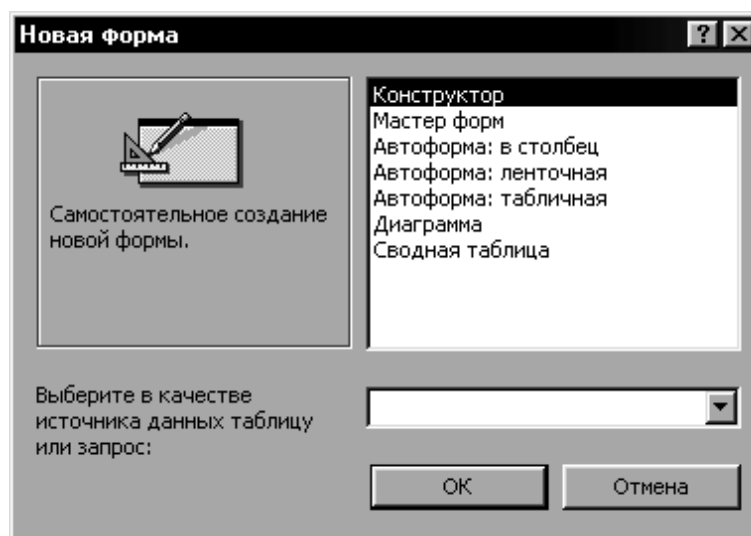 Новая форма
Самостоятельное создание
новой формы.
Конструктор
Мастер форм
Автоформа: в столбец
Автоформа: ленточная
Автоформа: табличная
Диаграмма
Сводная таблица
Выберите в качестве
источника данных таблицу
или запрос:
ОК
Отмена